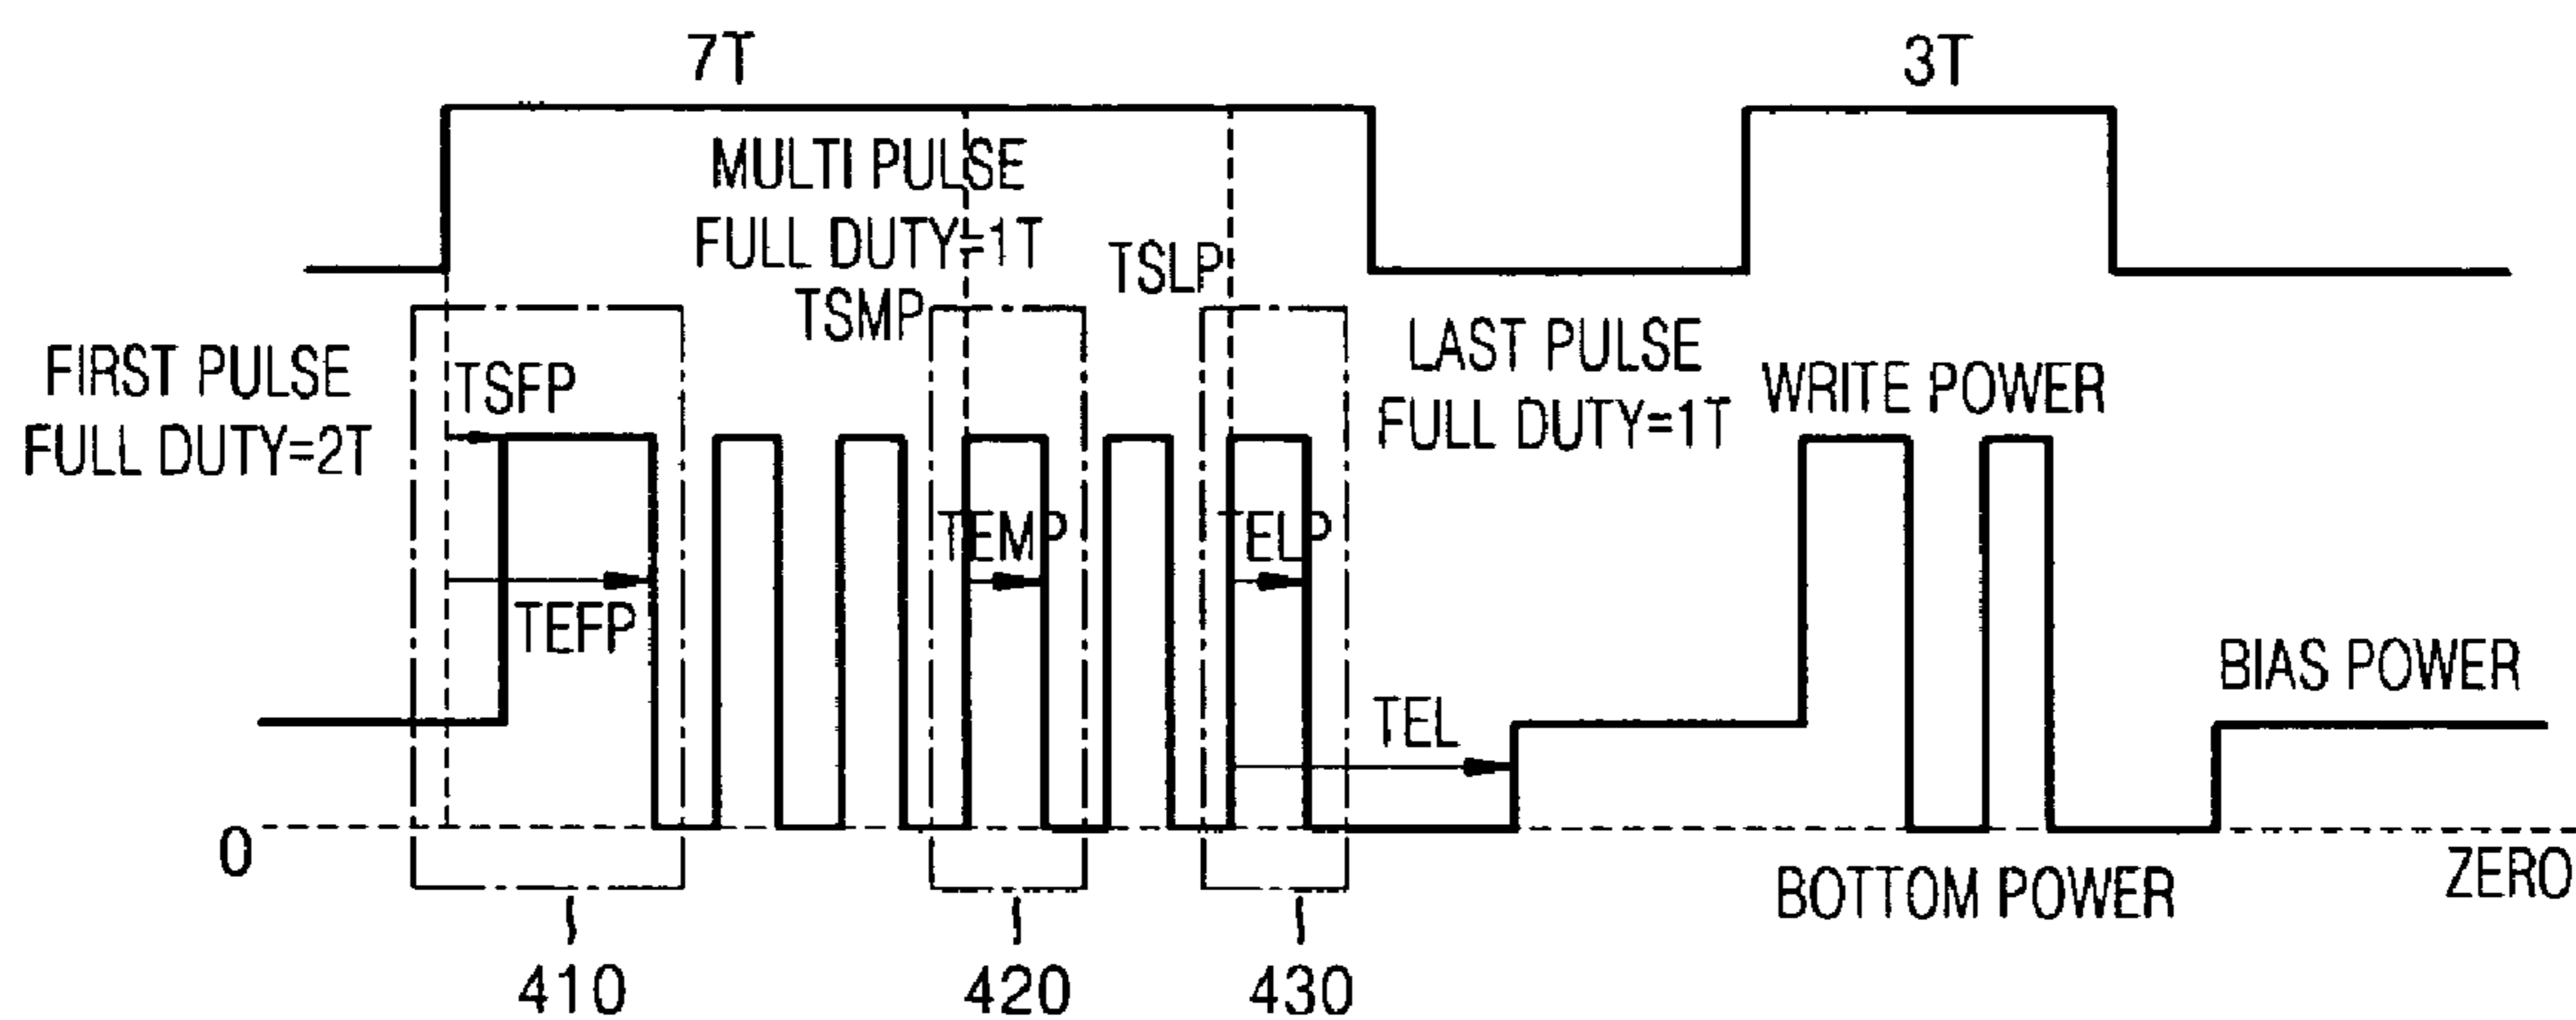 7T
3T
MULTI PULSE
FULL DUTY=1T
TSLP
TSMP
FIRST PULSE
FULL DUTY=2T
TSFP
LAST PULSE
FULL DUTY=1T
WRITE POWER
TEMP
TELP
TEFP
BIAS POWER
TEL
0
ZERO
BOTTOM POWER
410
420
430